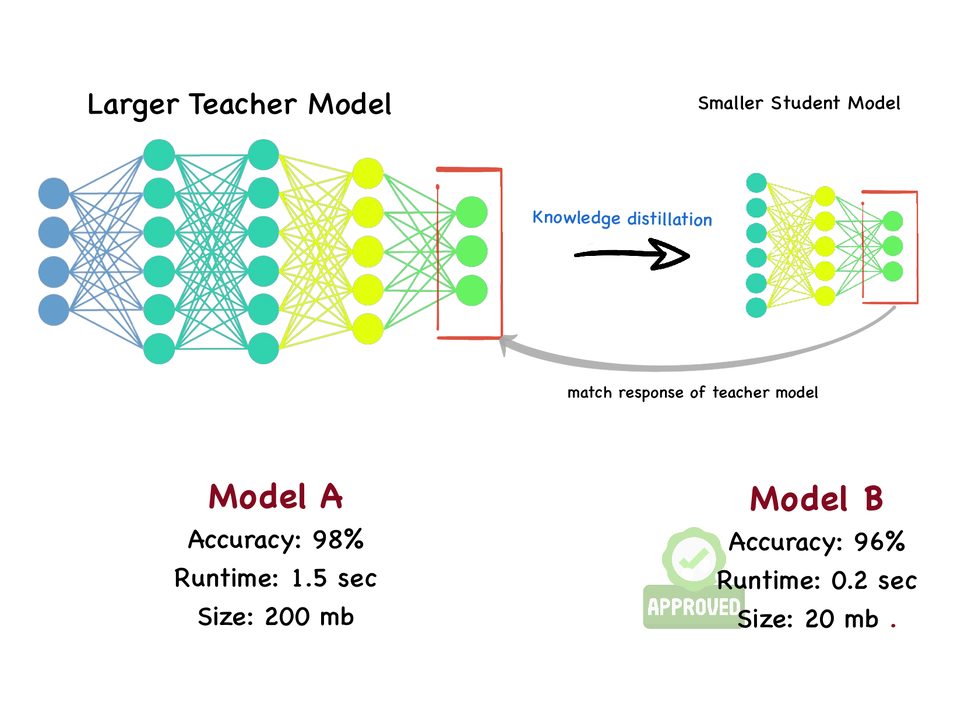 Larger Teacher Model
Smaller Student Model
Knowledge distillation
match response of teacher model
Model A
Accuracy: 98%
Runtime: 1.5 sec
Size: 200 mb
Model B
Accuracy: 96%
Runtime: 0.2 sec
Size: 20 mb .
APPROVED